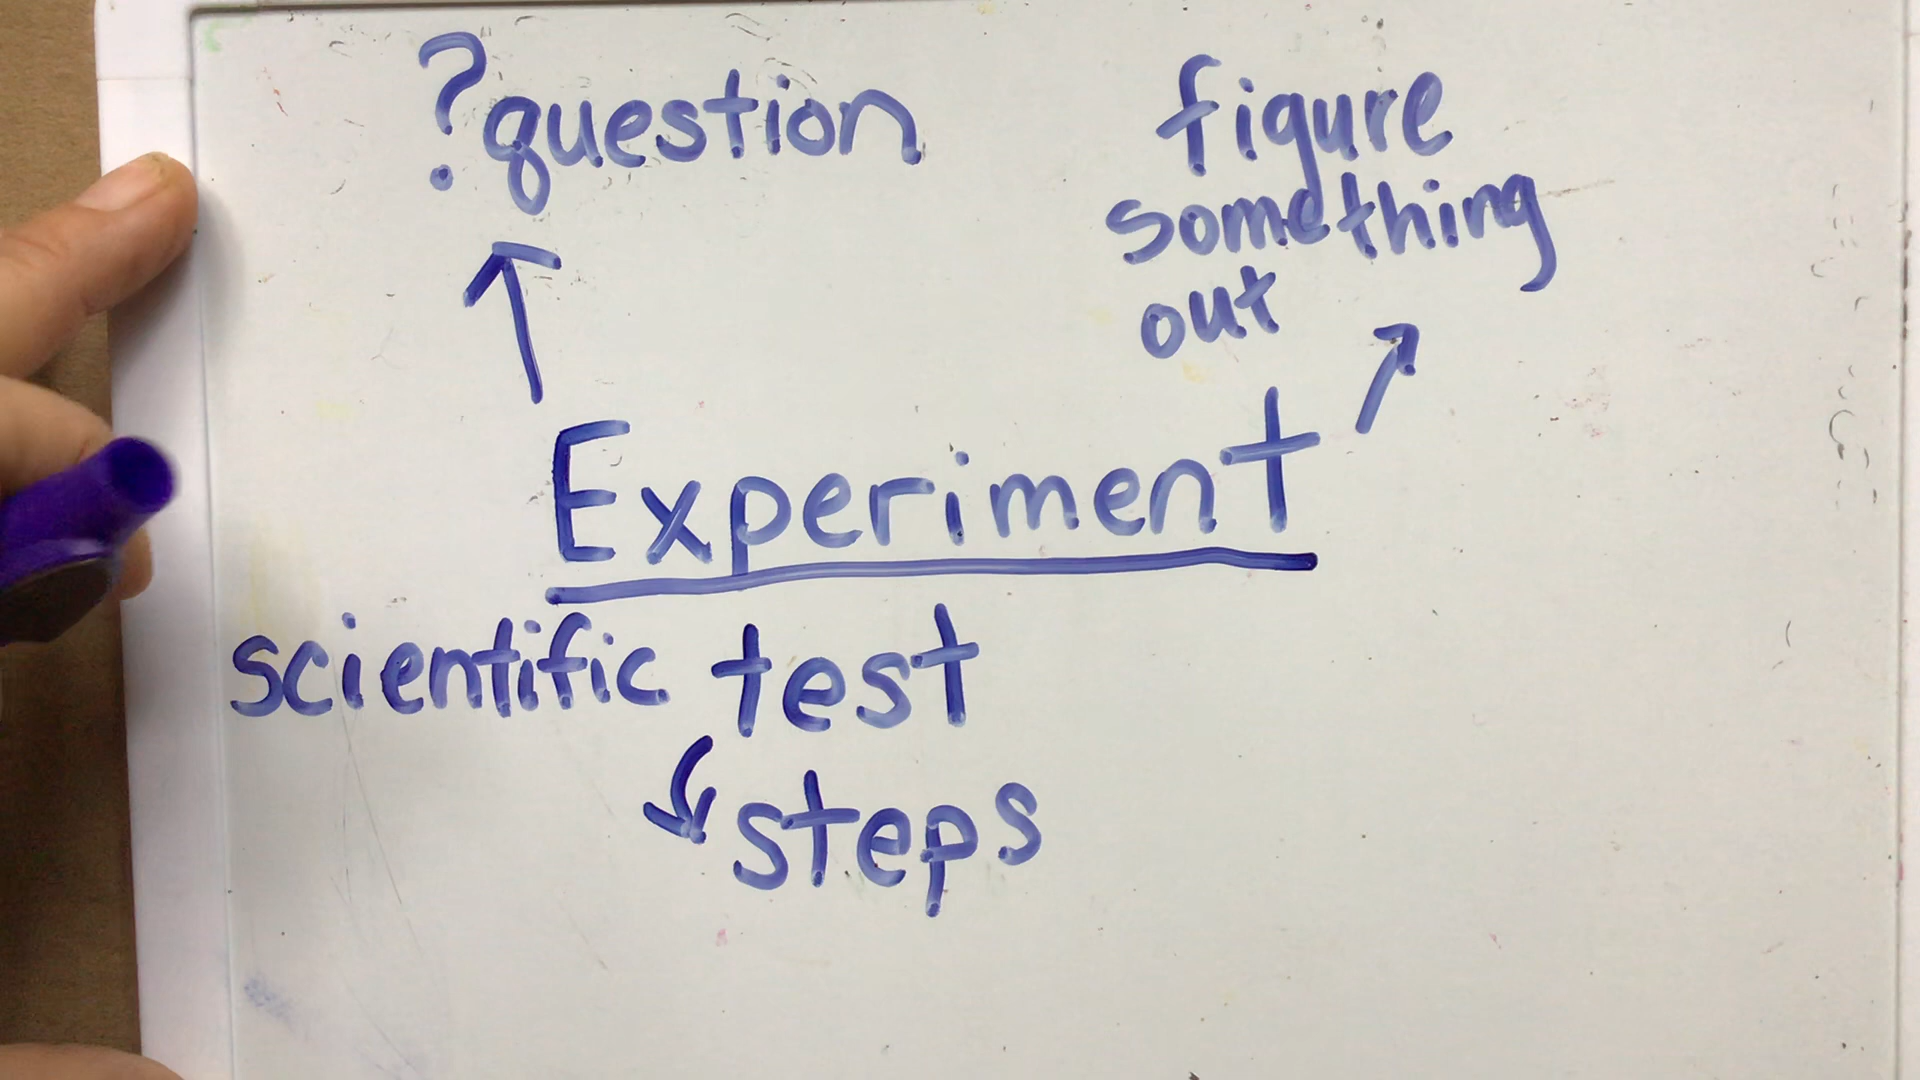 ?question
figure
something
out
Experiment
scientific test
steps